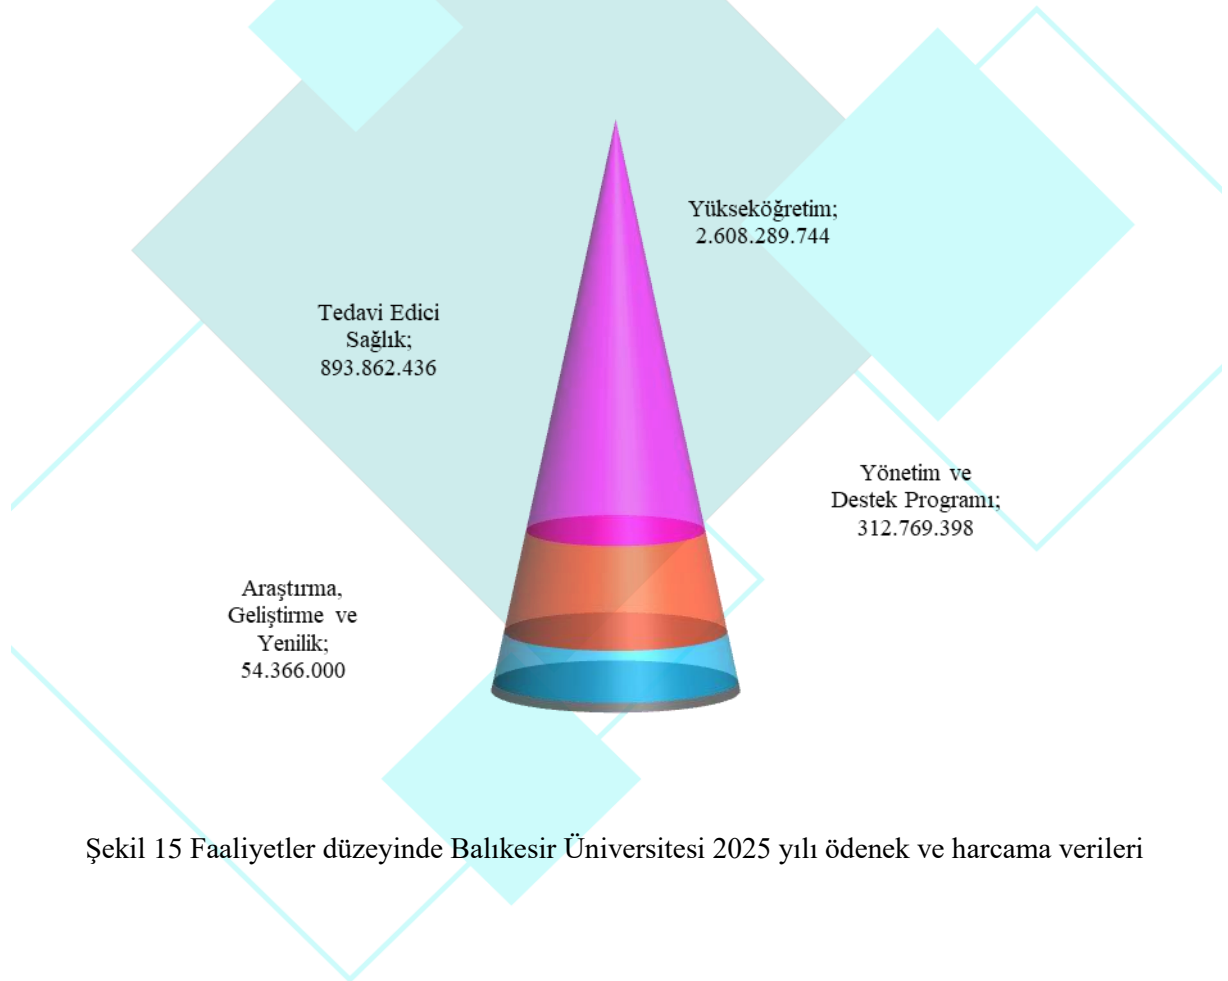 Yükseköğretim;
2.608.289.744
Tedavi Edici
Sağlık;
893.862.436
Yönetim ve
Destek Programı;
312.769.398
Araştırma,
Geliştirme ve
Yenilik;
54.366.000
Şekil 15 Faaliyetler düzeyinde Balıkesir Üniversitesi 2025 yılı ödenek ve harcama verileri